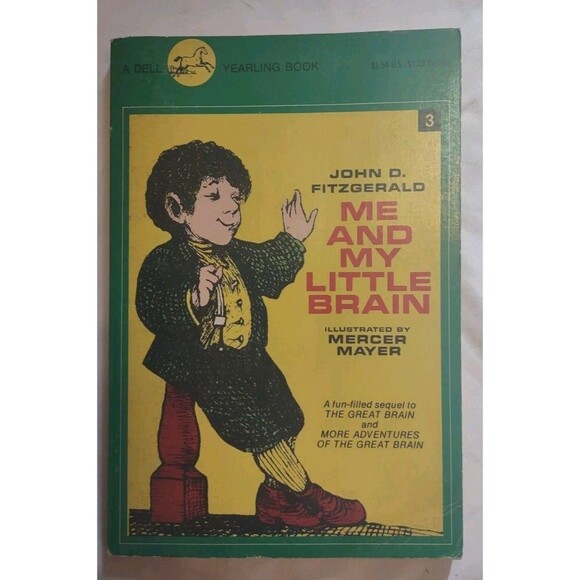 A DELL YEARLING BOOK
3
JOHN D.
FITZGERALD
ME
AND
MY
LITTLE
BRAIN
ILLUSTRATED BY
MERCER
MAYER
A fun-filled sequel to
THE GREAT BRAIN
and
MORE ADVENTURES
OF THE GREAT BRAIN